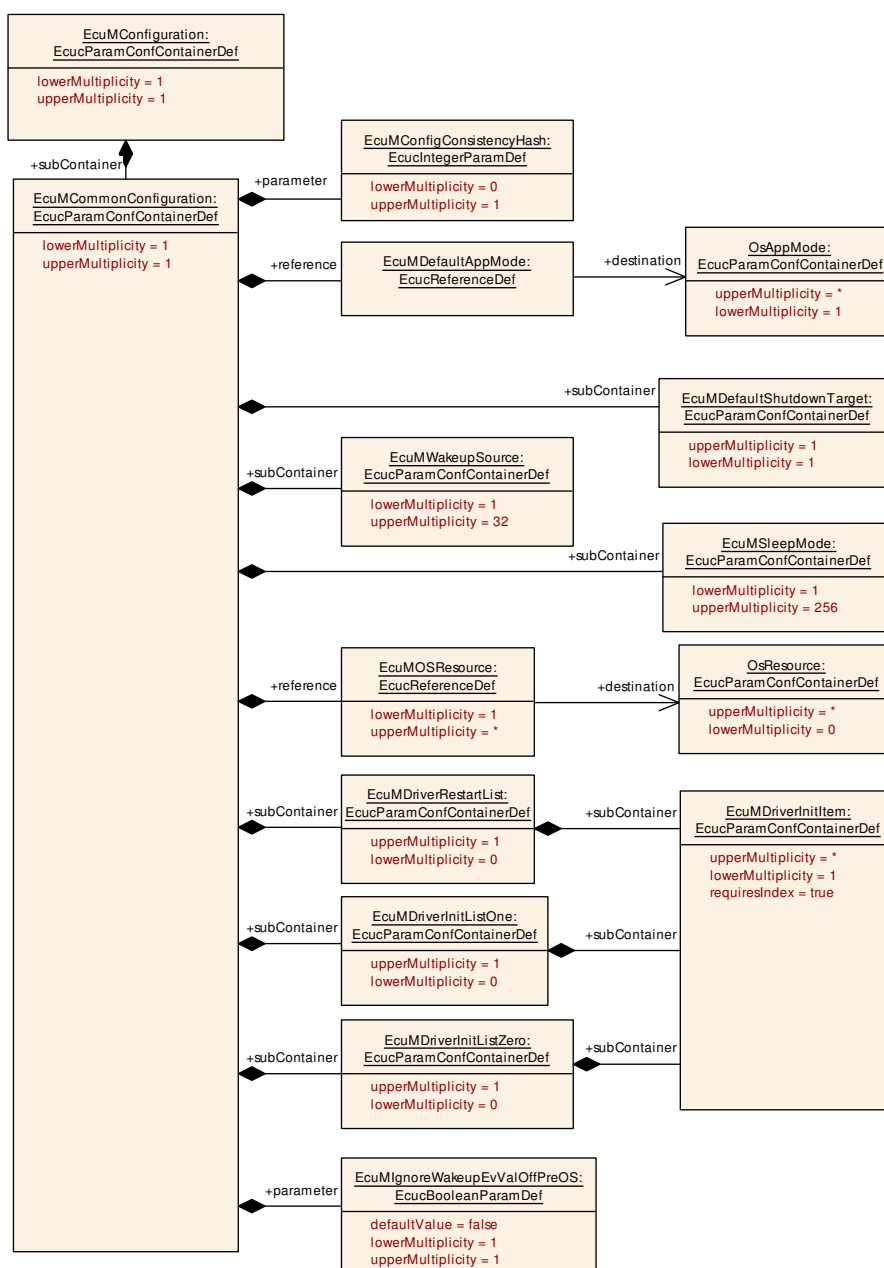 EcuMConfiguration:
EcucParamConfContainerDef
lowerMultiplicity = 1
upperMultiplicity = 1
+subContainer
EcuMCommonConfiguration:
EcucParamConfContainerDef
lowerMultiplicity = 1
upperMultiplicity = 1
+parameter
EcuMConfigConsistencyHash:
EcucIntegerParamDef
lowerMultiplicity = 0
upperMultiplicity = 1
+reference
EcuMDefaultAppMode:
EcucReferenceDef
+destination
OsAppMode:
EcucParamConfContainerDef
upperMultiplicity = *
lowerMultiplicity = 1
+subContainer
EcuMDefaultShutdownTarget:
EcucParamConfContainerDef
upperMultiplicity = 1
lowerMultiplicity = 1
+subContainer
EcuMWakeupSource:
EcucParamConfContainerDef
lowerMultiplicity = 1
upperMultiplicity = 32
+subContainer
EcuMSleepMode:
EcucParamConfContainerDef
lowerMultiplicity = 1
upperMultiplicity = 256
+reference
EcuMOSResource:
EcucReferenceDef
lowerMultiplicity = 1
upperMultiplicity = *
+destination
OsResource:
EcucParamConfContainerDef
upperMultiplicity = *
lowerMultiplicity = 0
+subContainer
EcuMDriverRestartList:
EcucParamConfContainerDef
upperMultiplicity = 1
lowerMultiplicity = 0
+subContainer
EcuMDriverInitItem:
EcucParamConfContainerDef
upperMultiplicity = *
lowerMultiplicity = 1
requiresIndex = true
+subContainer
EcuMDriverInitListOne:
EcucParamConfContainerDef
upperMultiplicity = 1
lowerMultiplicity = 0
+subContainer
+subContainer
EcuMDriverInitListZero:
EcucParamConfContainerDef
upperMultiplicity = 1
lowerMultiplicity = 0
+subContainer
+parameter
EcuMIgnoreWakeupEvValOffPreOS:
EcucBooleanParamDef
defaultValue = false
lowerMultiplicity = 1
upperMultiplicity = 1